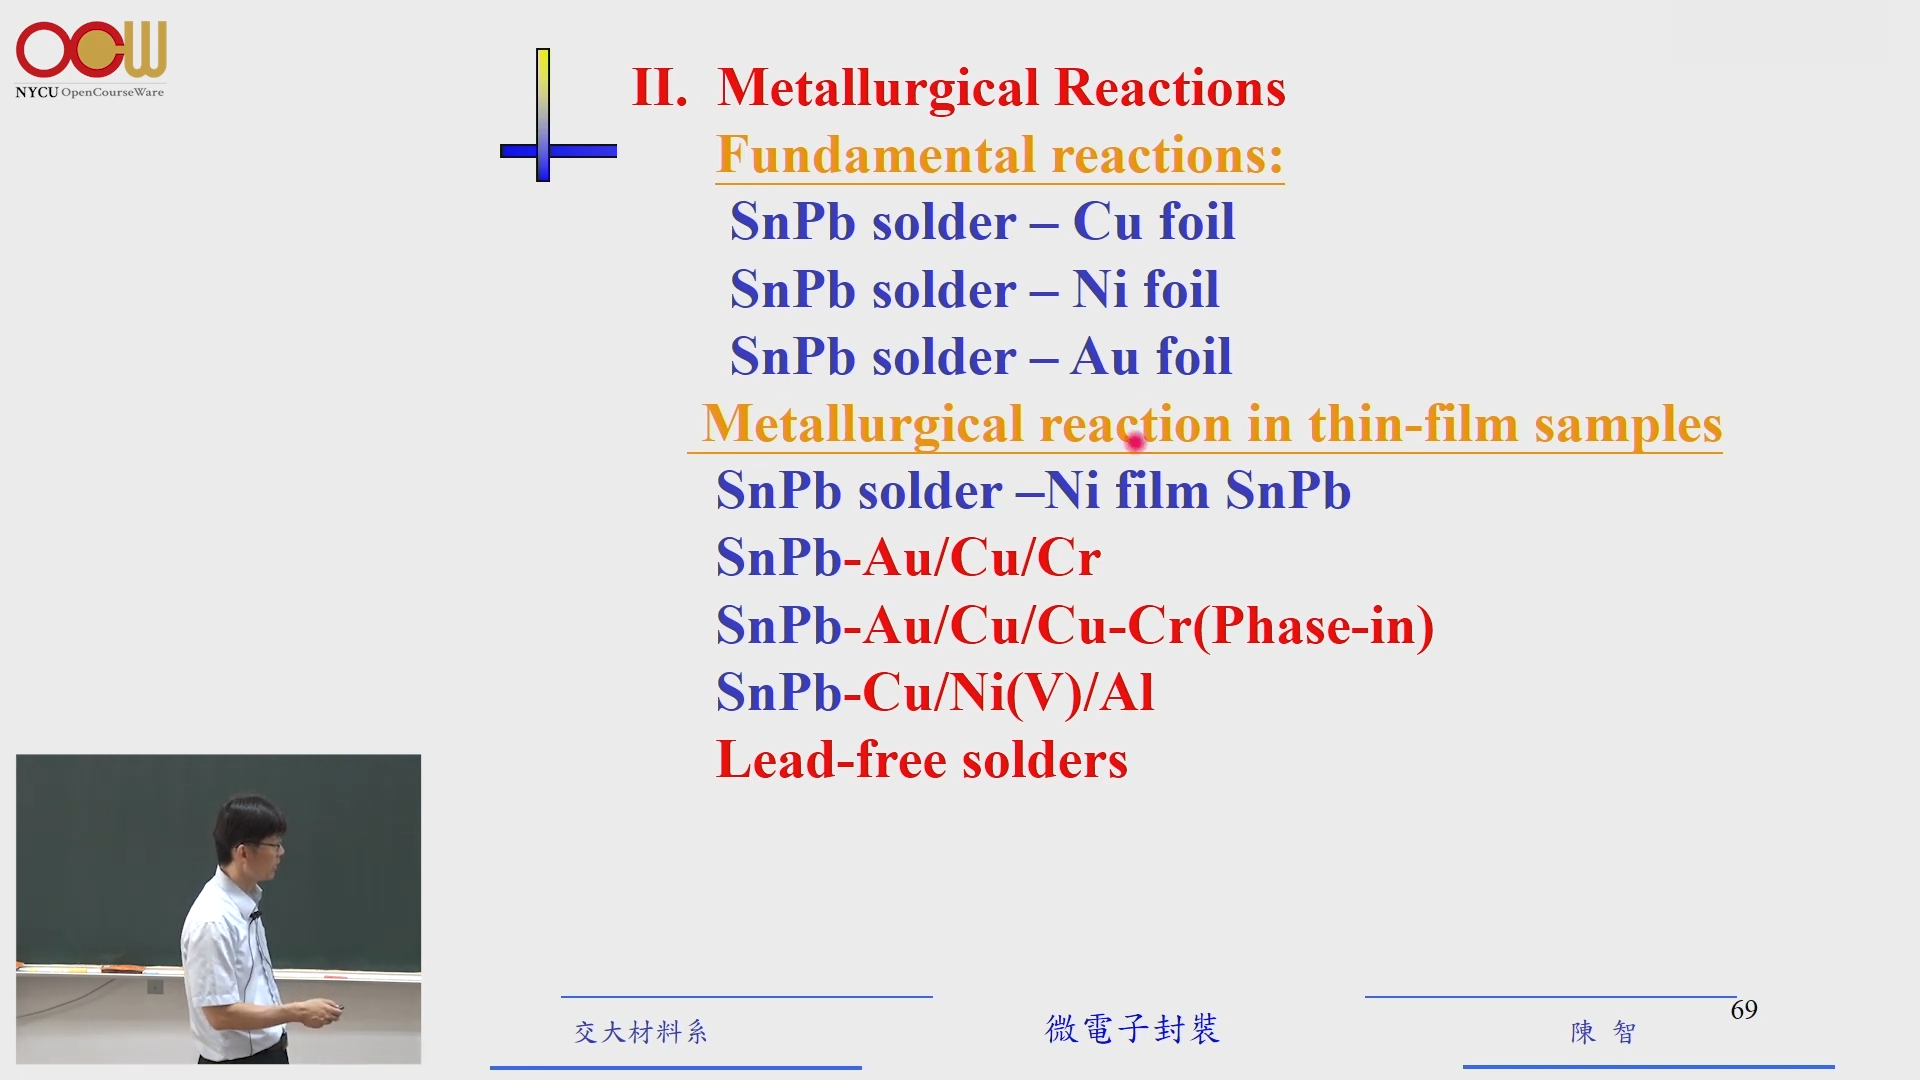 OCW
NYCU OpenCourseWare
II. Metallurgical Reactions
Fundamental reactions:
SnPb solder – Cu foil
SnPb solder – Ni foil
SnPb solder – Au foil
Metallurgical reaction in thin-film samples
SnPb solder –Ni film SnPb
SnPb-Au/Cu/Cr
SnPb-Au/Cu/Cu-Cr(Phase-in)
SnPb-Cu/Ni(V)/Al
Lead-free solders
交大材料系
微電子封裝
陳 智
69